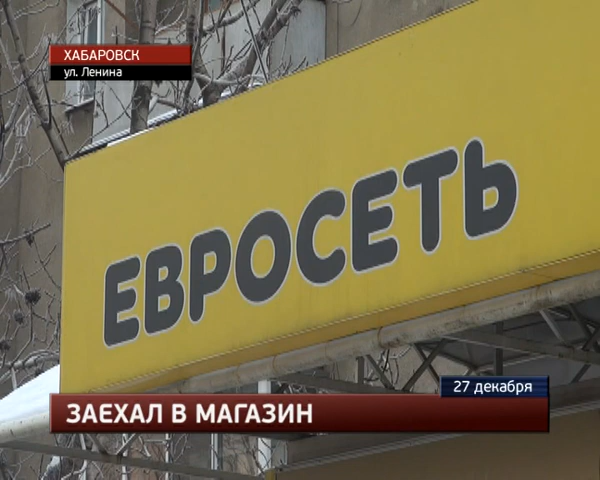 ХАБАРОВСК
ул. Ленина
ЕВРОСЕТЬ
27 декабря
ЗАЕХАЛ В МАГАЗИН